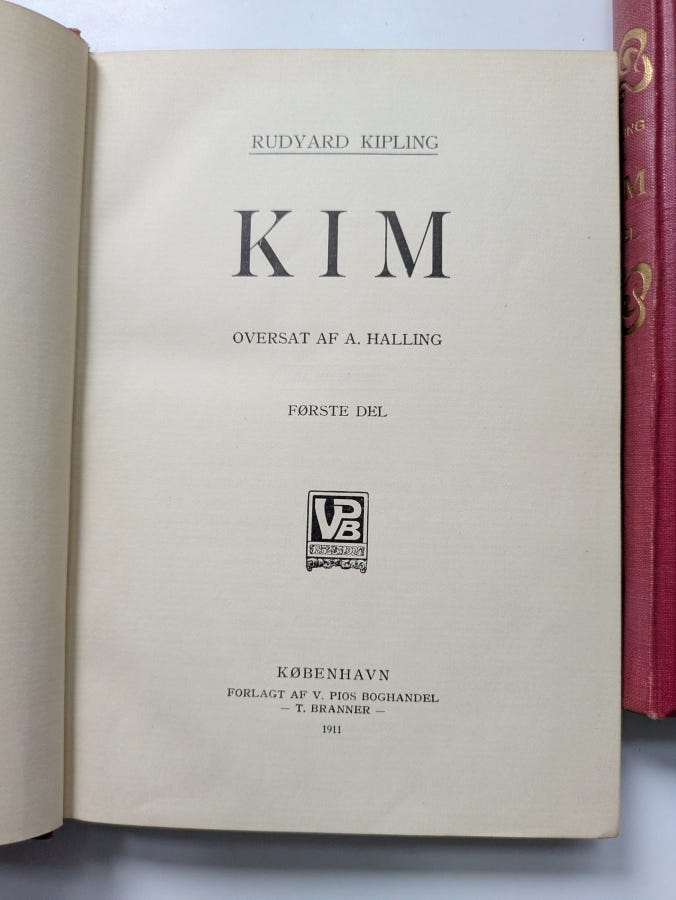 RUDYARD KIPLING
KIM
OVERSAT AF A. HALLING
FØRSTE DEL
VPB
KØBENHAVN
FORLAGT AF V. PIOS BOGHANDEL
— T. BRANNER —
1911